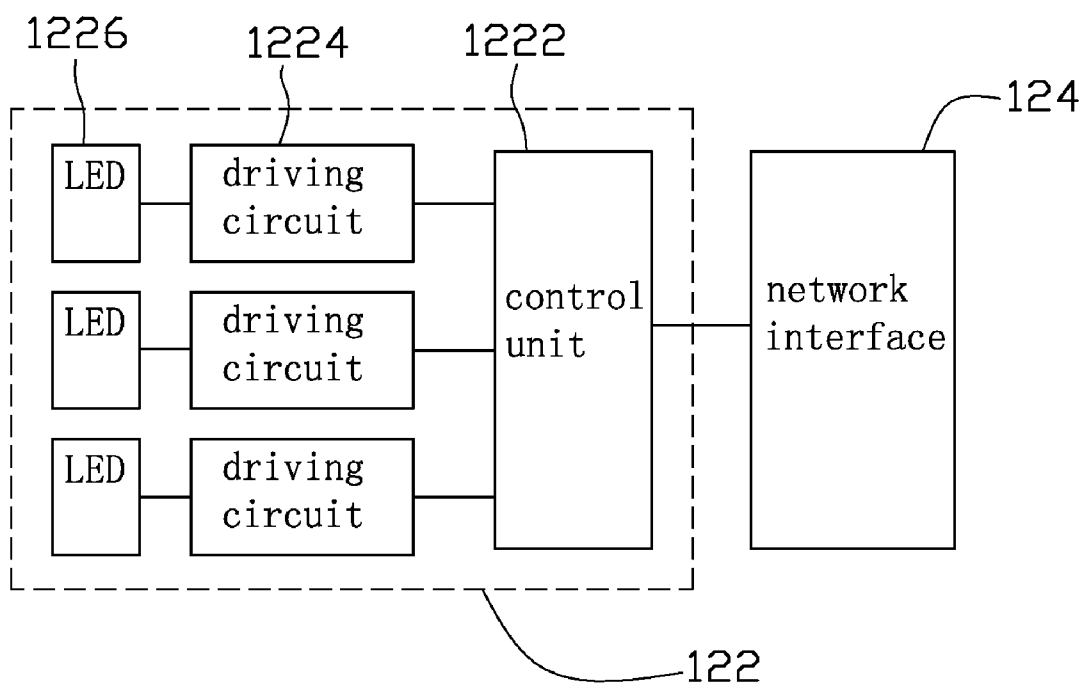 1226
1224
1222
124
LED
driving
circuit
LED
driving
circuit
LED
driving
circuit
control
unit
network
interface
122